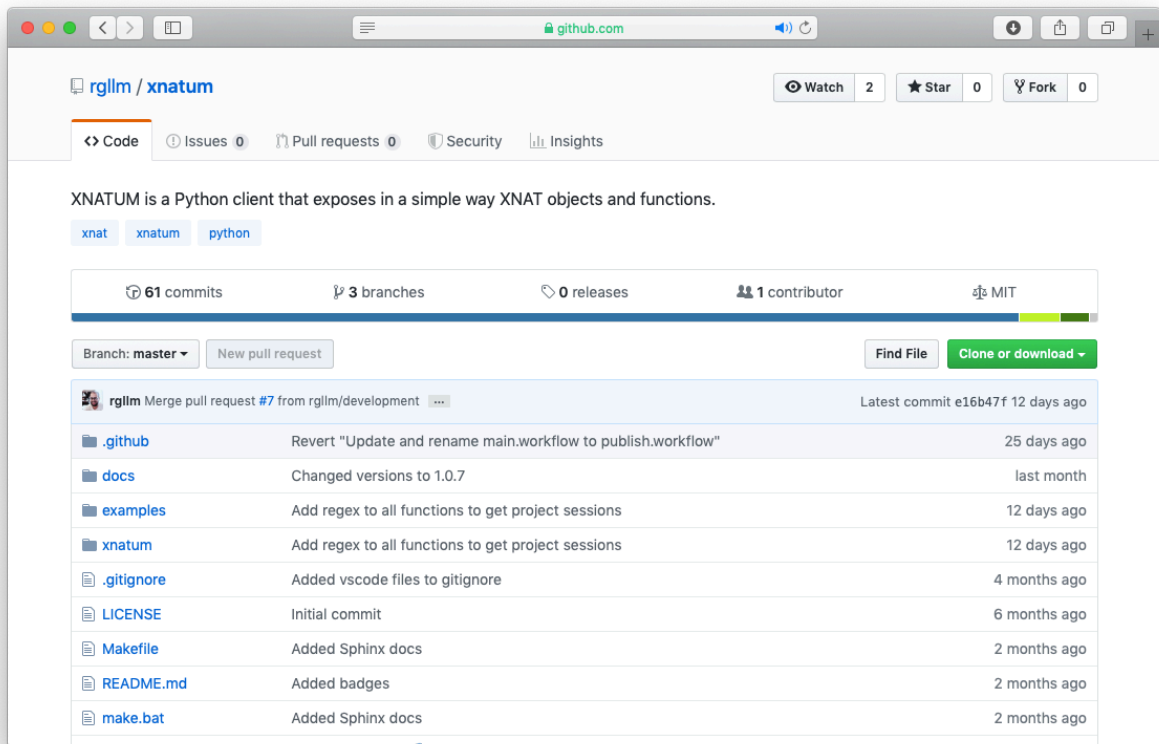 github.com
rgllm / xnatum
Watch 2 Star 0 Fork 0
<> Code Issues 0 Pull requests 0 Security Insights
XNATUM is a Python client that exposes in a simple way XNAT objects and functions.
xnat xnatum python
61 commits 3 branches 0 releases 1 contributor MIT
Branch: master New pull request Find File Clone or download
rgllm Merge pull request #7 from rgllm/development ... Latest commit e16b47f 12 days ago
.github Revert "Update and rename main.workflow to publish.workflow" 25 days ago
docs Changed versions to 1.0.7 last month
examples Add regex to all functions to get project sessions 12 days ago
xnatum Add regex to all functions to get project sessions 12 days ago
.gitignore Added vscode files to gitignore 4 months ago
LICENSE Initial commit 6 months ago
Makefile Added Sphinx docs 2 months ago
README.md Added badges 2 months ago
make.bat Added Sphinx docs 2 months ago